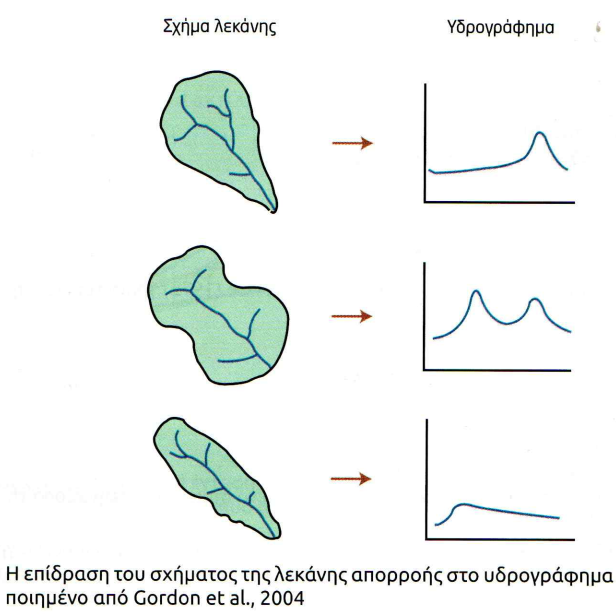 Σχήμα λεκάνης
Υδρογράφημα
Η επίδραση του σχήματος της λεκάνης απορροής στο υδρογράφημα
ποιημένο από Gordon et al., 2004